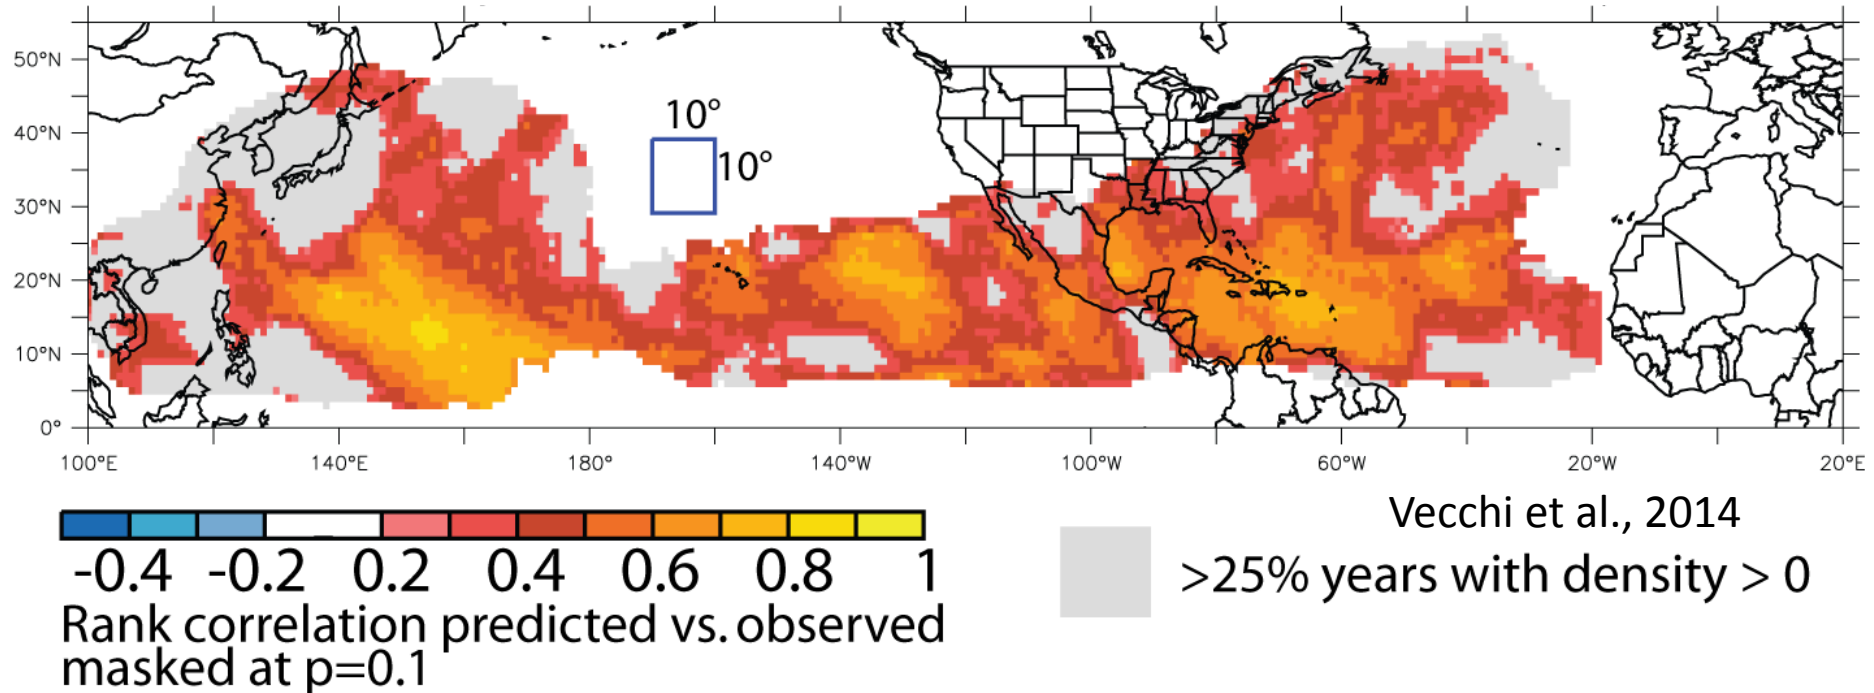 50°N
40°N
30°N
20°N
10°N
0°
10°
10°
100°E 140°E 180° 140°W 100°W 60°W 20°W 20°E
-0.4 -0.2 0.2 0.4 0.6 0.8 1
Rank correlation predicted vs. observed
masked at p=0.1
Vecchi et al., 2014
>25% years with density > 0